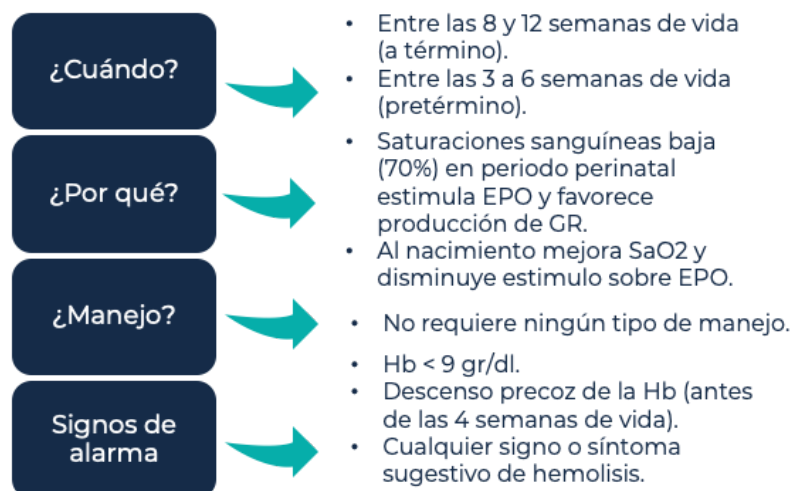 ¿Cuándo?
• Entre las 8 y 12 semanas de vida
(a término).
• Entre las 3 a 6 semanas de vida
(pretérmino).
¿Por qué?
• Saturaciones sanguíneas baja
(70%) en periodo perinatal
estimula EPO y favorece
producción de GR.
• Al nacimiento mejora SaO2 y
disminuye estimulo sobre EPO.
¿Manejo?
• No requiere ningún tipo de manejo.
Signos de
alarma
• Hb < 9 gr/dl.
• Descenso precoz de la Hb (antes
de las 4 semanas de vida).
• Cualquier signo o síntoma
sugestivo de hemolisis.